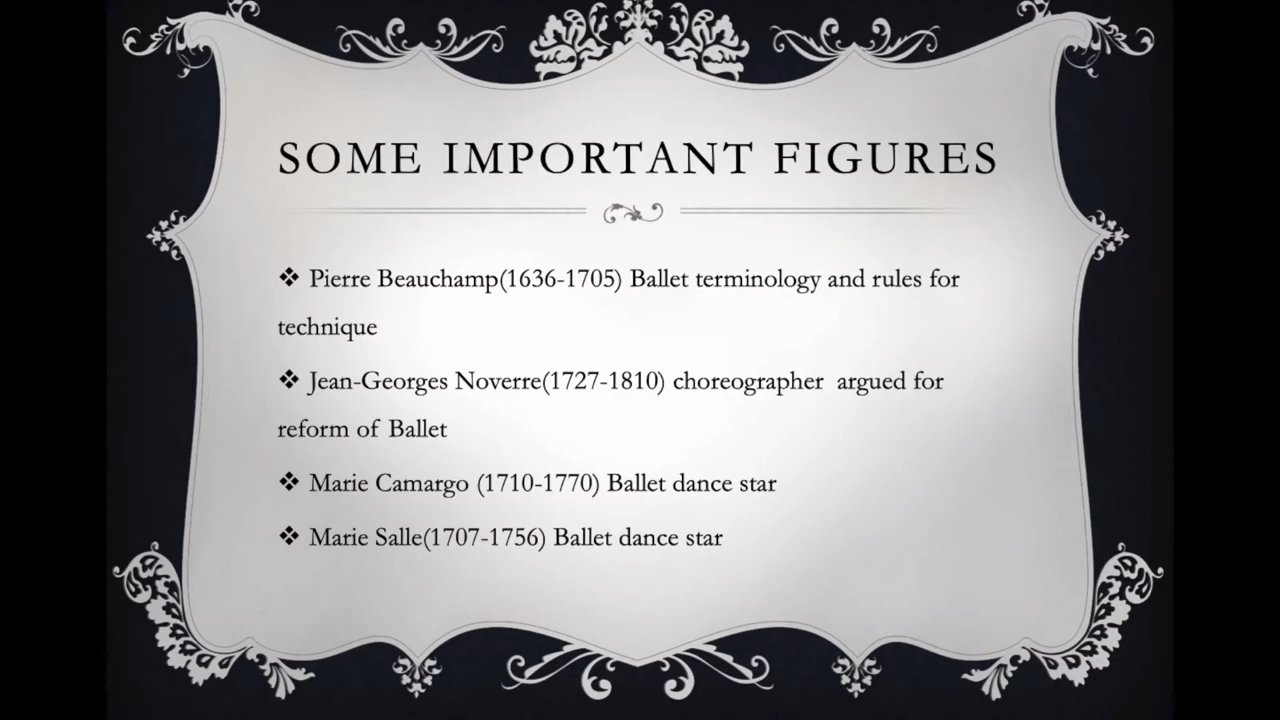 SOME IMPORTANT FIGURES
❖ Pierre Beauchamp(1636-1705) Ballet terminology and rules for
technique
❖ Jean-Georges Noverre(1727-1810) choreographer  argued for
reform of Ballet
❖ Marie Camargo (1710-1770) Ballet dance star
❖ Marie Salle(1707-1756) Ballet dance star